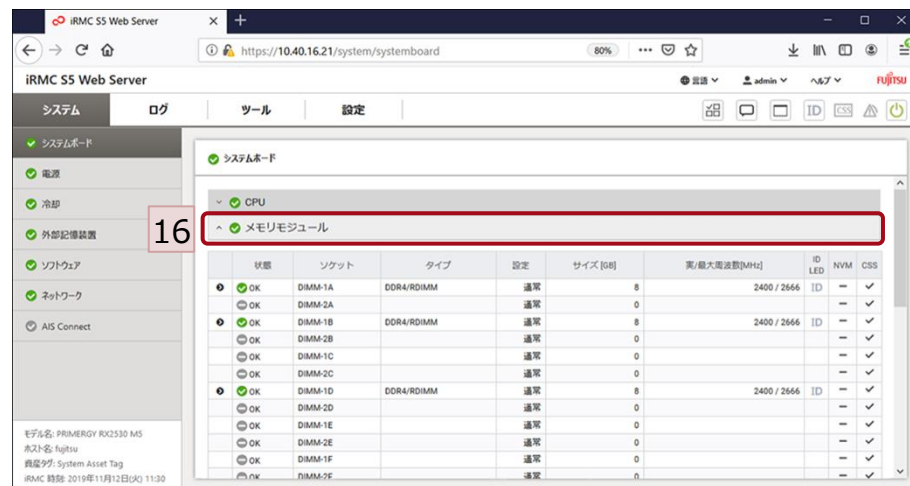 iRMC S5 Web Server
https://10.40.16.21/system/systemboard
80%
iRMC S5 Web Server
言語
admin
ヘルプ
FUJITSU
システム
ログ
ツール
設定
ID
CSS
システムボード
電源
冷却
外部記憶装置
ソフトウェア
ネットワーク
AIS Connect
システムボード
CPU
16
メモリモジュール
状態 ソケット タイプ 設定 サイズ [GB] 実/最大周波数[MHz] ID LED NVM CSS
OK DIMM-1A DDR4/RDIMM 通常 8 2400 / 2666 ID − ✓
OK DIMM-2A 通常 0 − ✓
OK DIMM-1B DDR4/RDIMM 通常 8 2400 / 2666 ID − ✓
OK DIMM-2B 通常 0 − ✓
OK DIMM-1C 通常 0 − ✓
OK DIMM-2C 通常 0 − ✓
OK DIMM-1D DDR4/RDIMM 通常 8 2400 / 2666 ID − ✓
OK DIMM-2D 通常 0 − ✓
OK DIMM-1E 通常 0 − ✓
OK DIMM-2E 通常 0 − ✓
OK DIMM-1F 通常 0 − ✓
OK DIMM-2F 通常 0 − ✓
モデル名: PRIMERGY RX2530 M5
ホスト名: fujitsu
資産タグ: System Asset Tag
iRMC 時刻: 2019年11月12日(火) 11:30